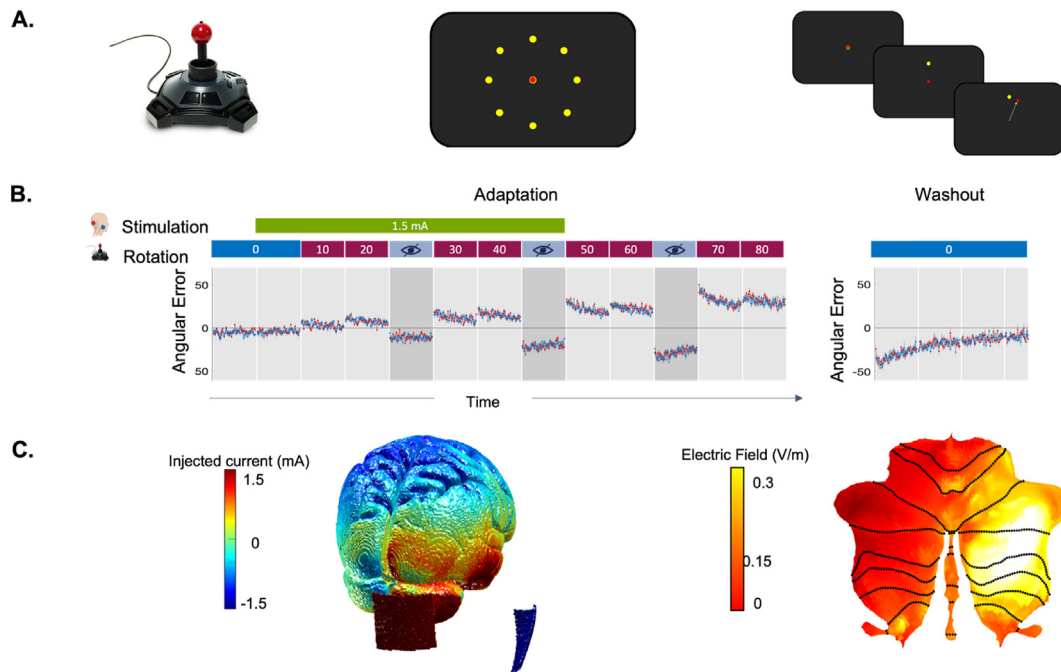 A.
B.
Adaptation
Washout
Stimulation
1.5 mA
Rotation
0 10 20 30 40 50 60 70 80
0
Angular Error
50
0
50
Angular Error
50
0
-50
Time
C.
Injected current (mA)
1.5
0
-1.5
Electric Field (V/m)
0.3
0.15
0